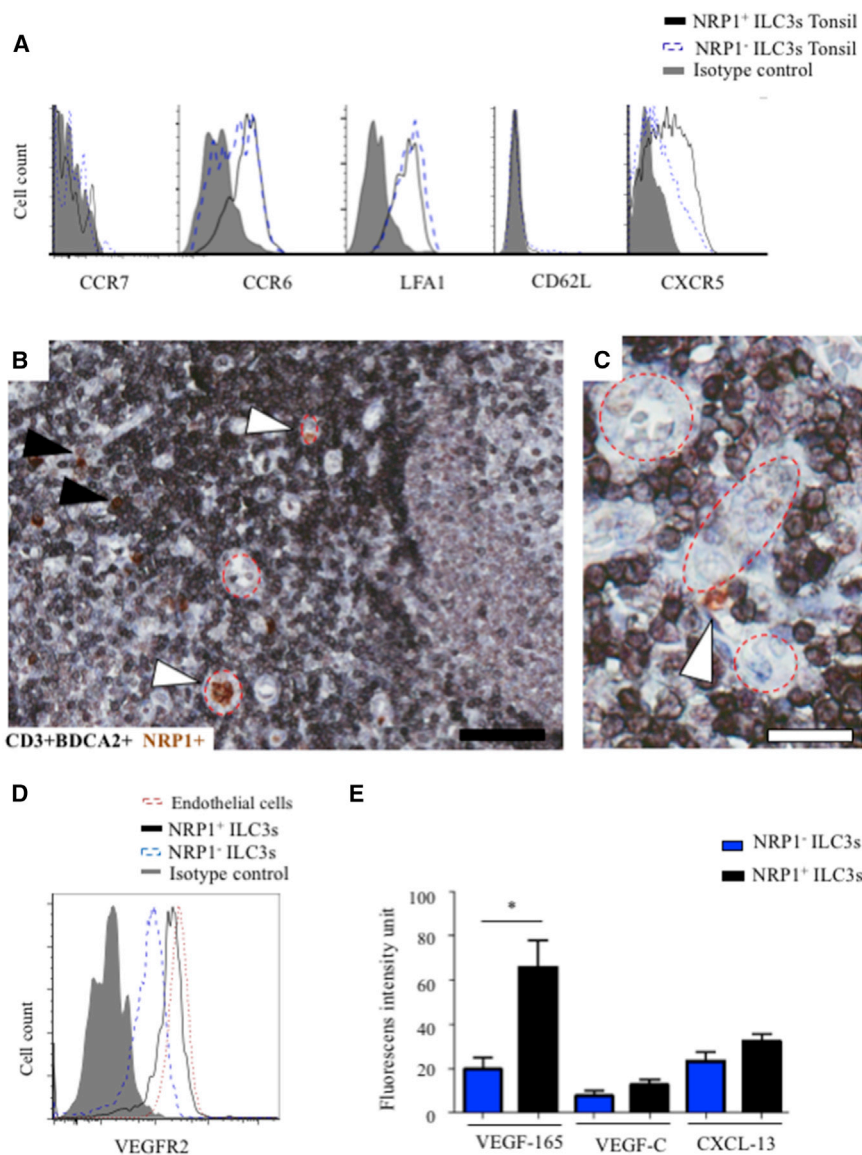 A
NRP1+ ILC3s Tonsil
NRP1- ILC3s Tonsil
Isotype control
Cell count
CCR7 CCR6 LFA1 CD62L CXCR5
B
C
CD3+BDCA2+ NRP1+
D
Endothelial cells
NRP1+ ILC3s
NRP1- ILC3s
Isotype control
Cell count
VEGFR2
E
NRP1- ILC3s
NRP1+ ILC3s
Fluorescens intensity unit
100
80
60
40
20
0
*
VEGF-165 VEGF-C CXCL-13